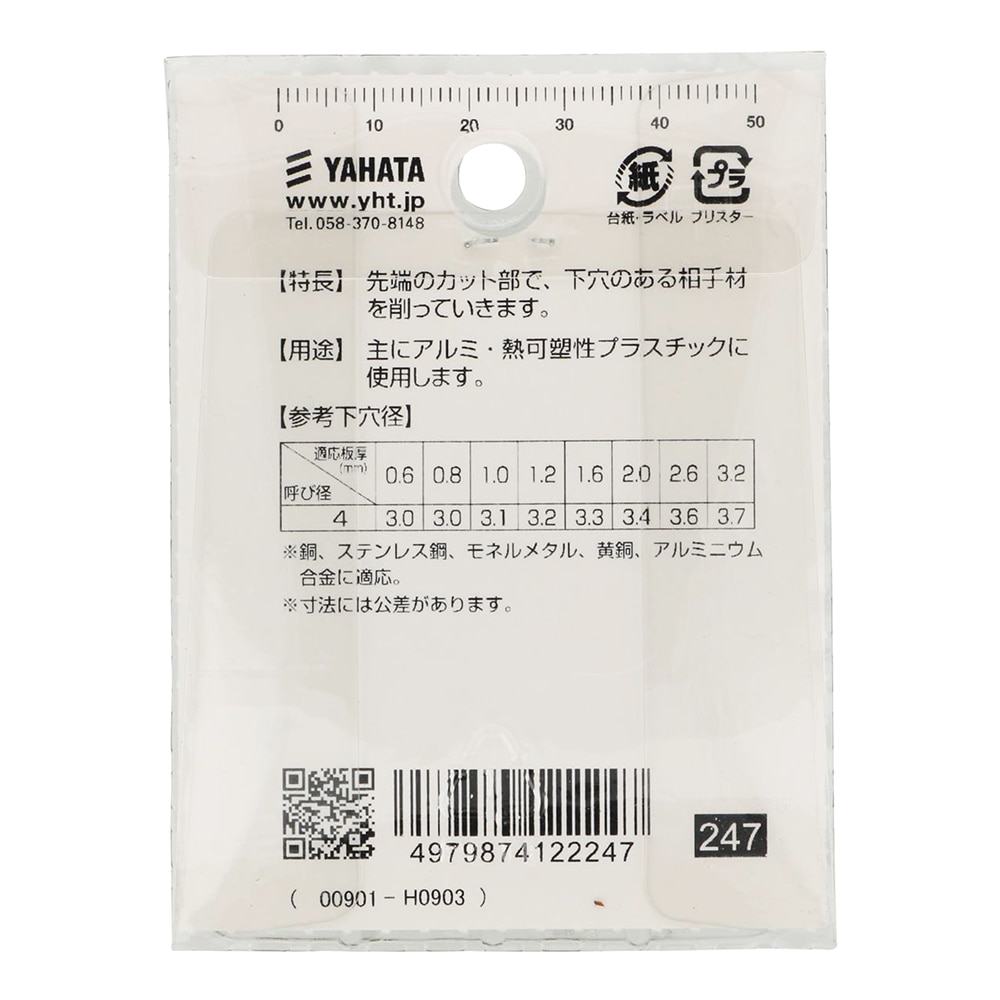 0 10 20 30 40 50
YAHATA
www.yht.jp
Tel. 058-370-8148
紙 プラ
台紙・ラベル ブリスター
【特長】 先端のカット部で、下穴のある相手材
を削っていきます。
【用途】 主にアルミ・熱可塑性プラスチックに
使用します。
【参考下穴径】
適応板厚
(mm)
呼び径
0.6 0.8 1.0 1.2 1.6 2.0 2.6 3.2
4 3.0 3.0 3.1 3.2 3.3 3.4 3.6 3.7
※銅、ステンレス鋼、モネルメタル、黄銅、アルミニウム
合金に適応。
※寸法には公差があります。
4979874122247
247
( 00901-H0903 )